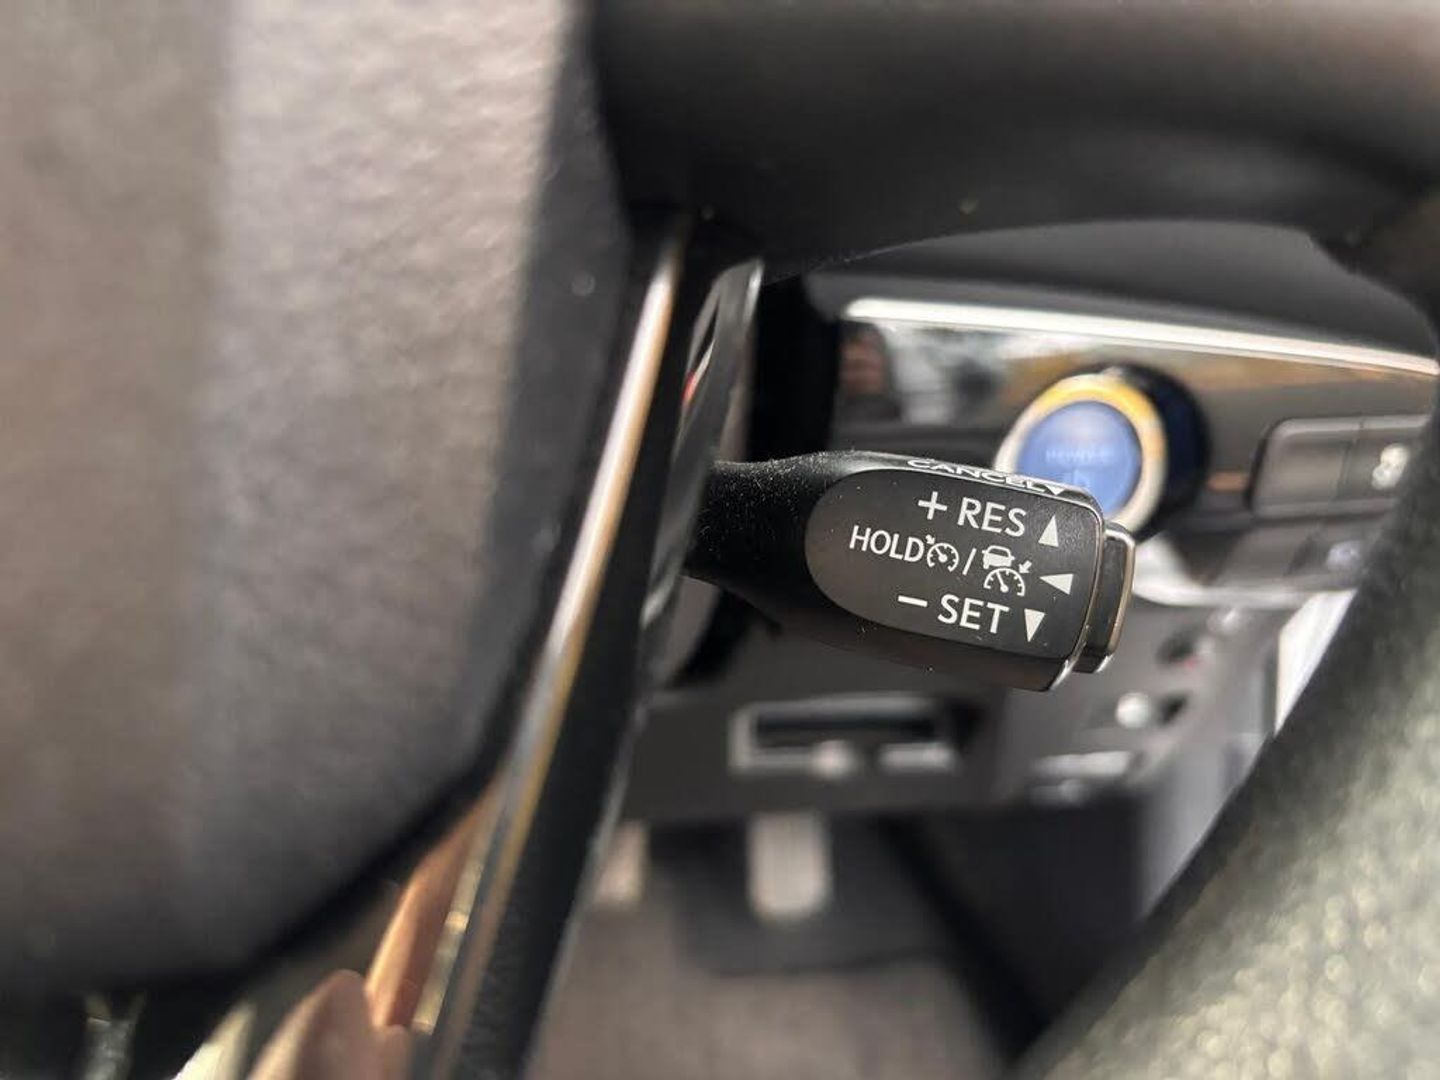 CANCEL▼
+ RES ▲
HOLD / ◀
− SET ▼